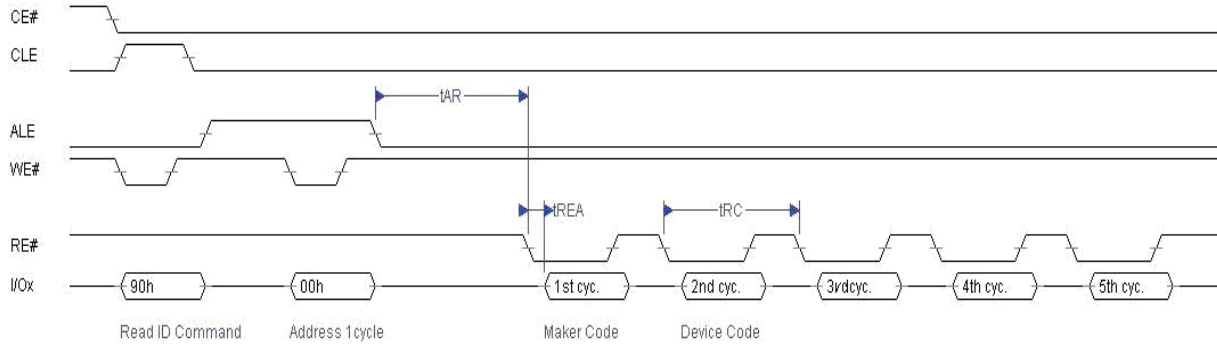 CE#
CLE
tAR
ALE
WE#
tREA
tRC
RE#
I/Ox
90h
00h
1st cyc.
2nd cyc.
3rdcyc.
4th cyc.
5th cyc.
Read ID Command
Address 1cycle
Maker Code
Device Code